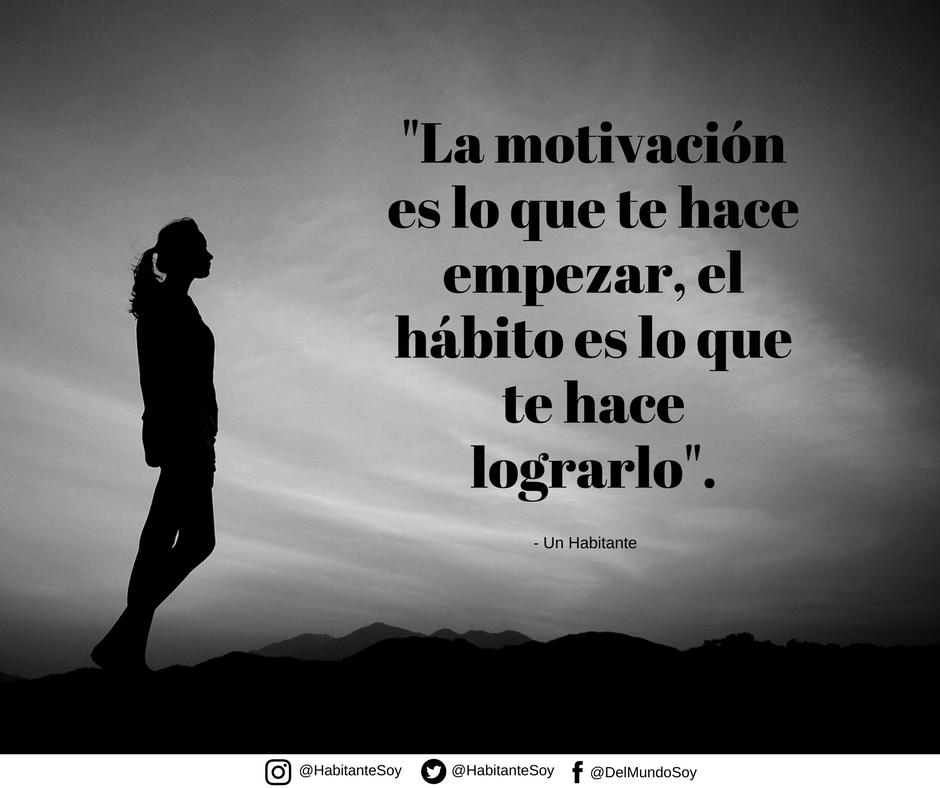 "La motivación
es lo que te hace
empezar, el
hábito es lo que
te hace
lograrlo".
- Un Habitante
@HabitanteSoy @HabitanteSoy @DelMundoSoy